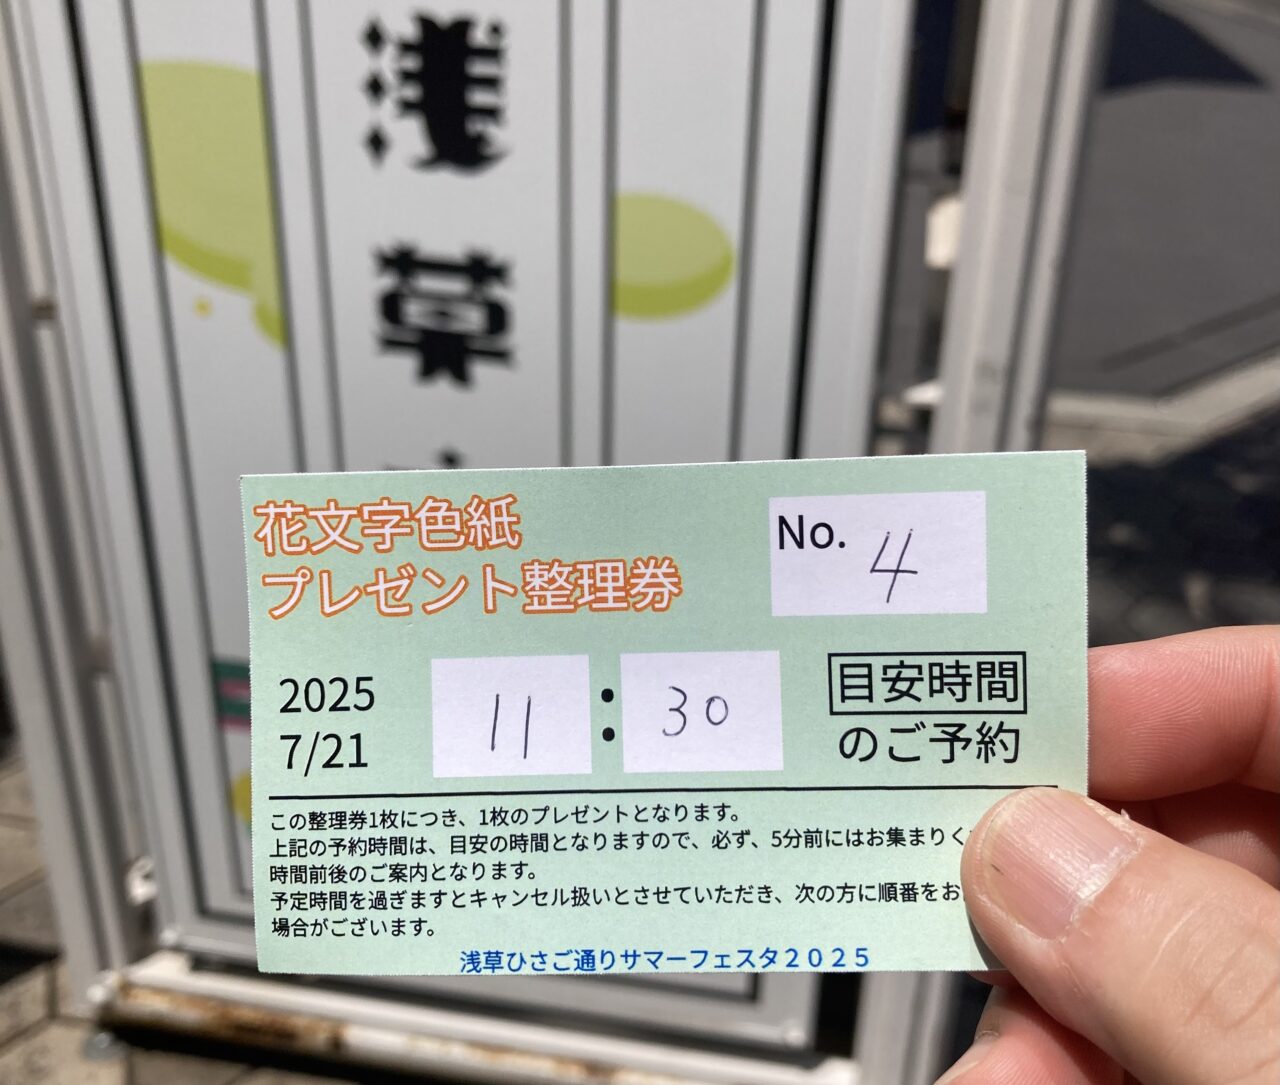 浅草
花文字色紙
プレゼント整理券
No. 4
2025
7/21
11:30
目安時間
のご予約
この整理券1枚につき、1枚のプレゼントとなります。
上記の予約時間は、目安の時間となりますので、必ず、5分前にはお集まりく
時間前後のご案内となります。
予定時間を過ぎますとキャンセル扱いとさせていただき、次の方に順番をお
場合がございます。
浅草ひさご通りサマーフェスタ2025